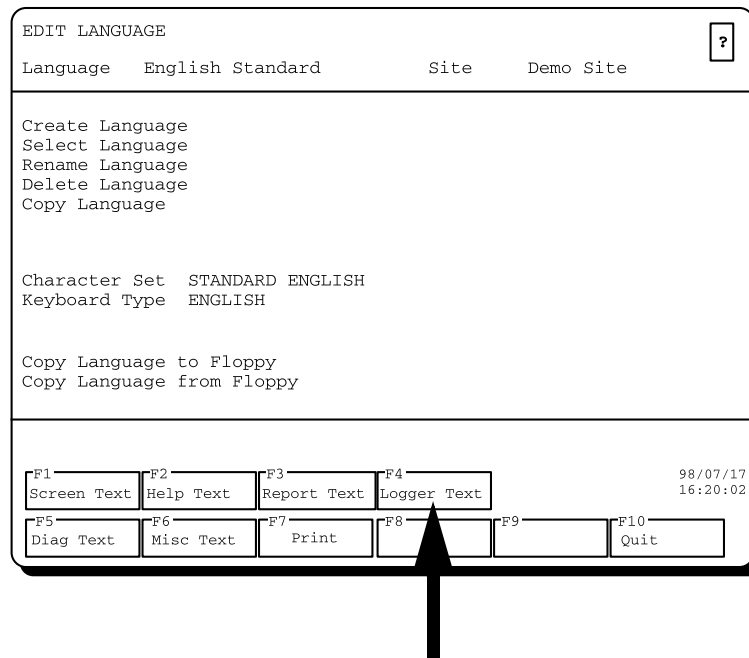 EDIT LANGUAGE
?
Language English Standard Site Demo Site
Create Language
Select Language
Rename Language
Delete Language
Copy Language
Character Set STANDARD ENGLISH
Keyboard Type ENGLISH
Copy Language to Floppy
Copy Language from Floppy
F1 F2 F3 F4 98/07/17
Screen Text Help Text Report Text Logger Text 16:20:02
F5 F6 F7 F8 F9 F10
Diag Text Misc Text Print Quit